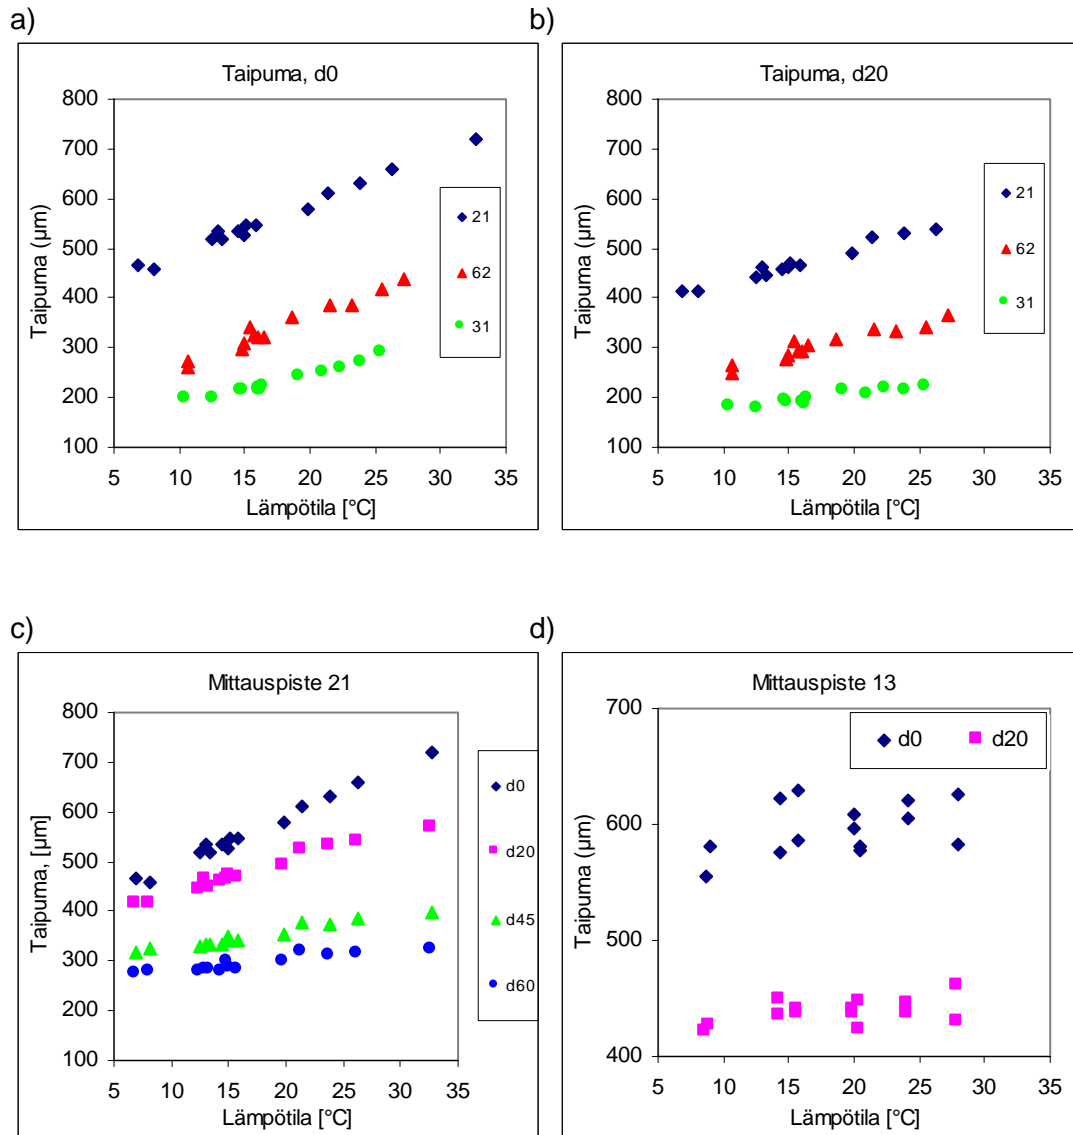 a)
Taipuma, d0
800
700
600
500
400
300
200
100
5 10 15 20 25 30 35
Taipuma (µm)
Lämpötila [°C]
21
62
31
b)
Taipuma, d20
800
700
600
500
400
300
200
100
5 10 15 20 25 30 35
Taipuma (µm)
Lämpötila [°C]
21
62
31
c)
Mittauspiste 21
800
700
600
500
400
300
200
100
5 10 15 20 25 30 35
Taipuma, [µm]
Lämpötila [°C]
d0
d20
d45
d60
d)
Mittauspiste 13
700
600
500
400
5 10 15 20 25 30 35
Taipuma (µm)
Lämpötila [°C]
d0 d20